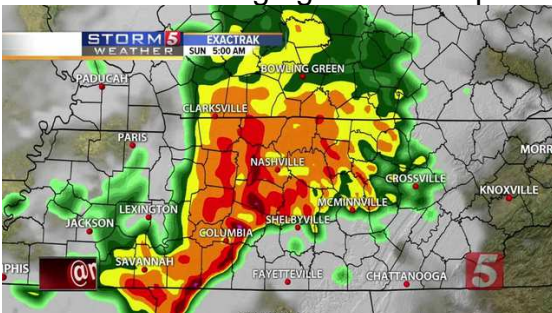 STORM 5
WEATHER
EXACTRAK
SUN 5:00 AM
BOWLING GREEN
PADUCAH
CLARKSVILLE
PARIS
MORR
NASHVILLE
CROSSVILLE
KNOXVILLE
LEXINGTON
MCMINNVILLE
JACKSON
SHELBYVILLE
COLUMBIA
SAVANNAH
PHIS
@n
FAYETTEVILLE
CHATTANOOGA
5